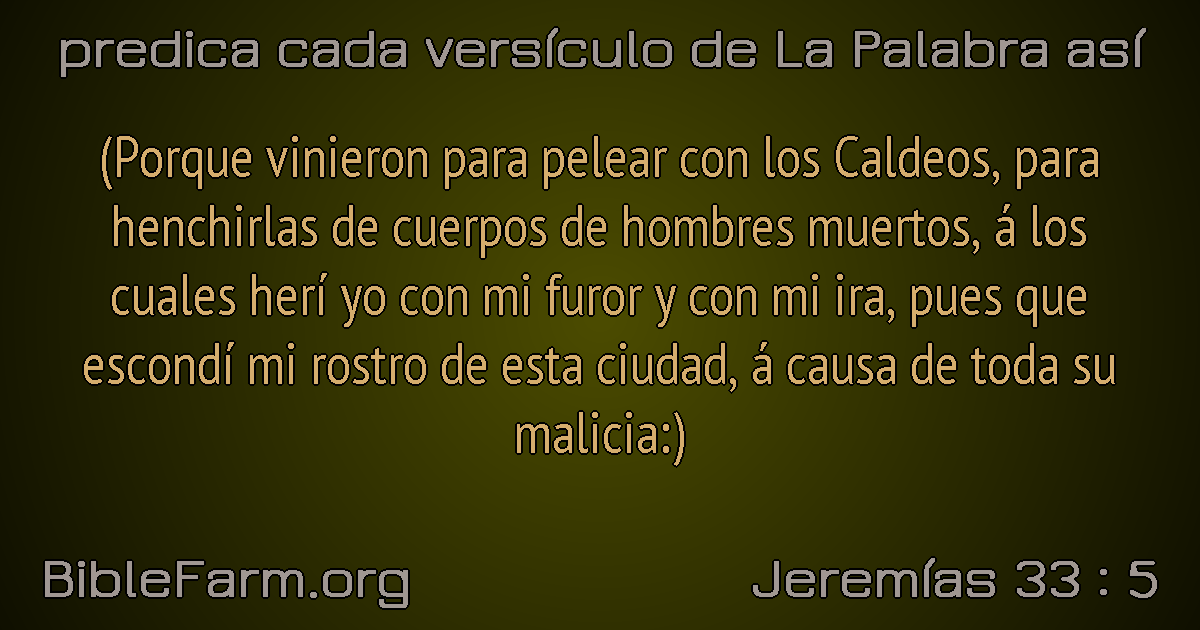 predica cada versículo de La Palabra así
(Porque vinieron para pelear con los Caldeos, para
henchirlas de cuerpos de hombres muertos, á los
cuales herí yo con mi furor y con mi ira, pues que
escondí mi rostro de esta ciudad, á causa de toda su
malicia:)
BibleFarm.org
Jeremías 33 : 5